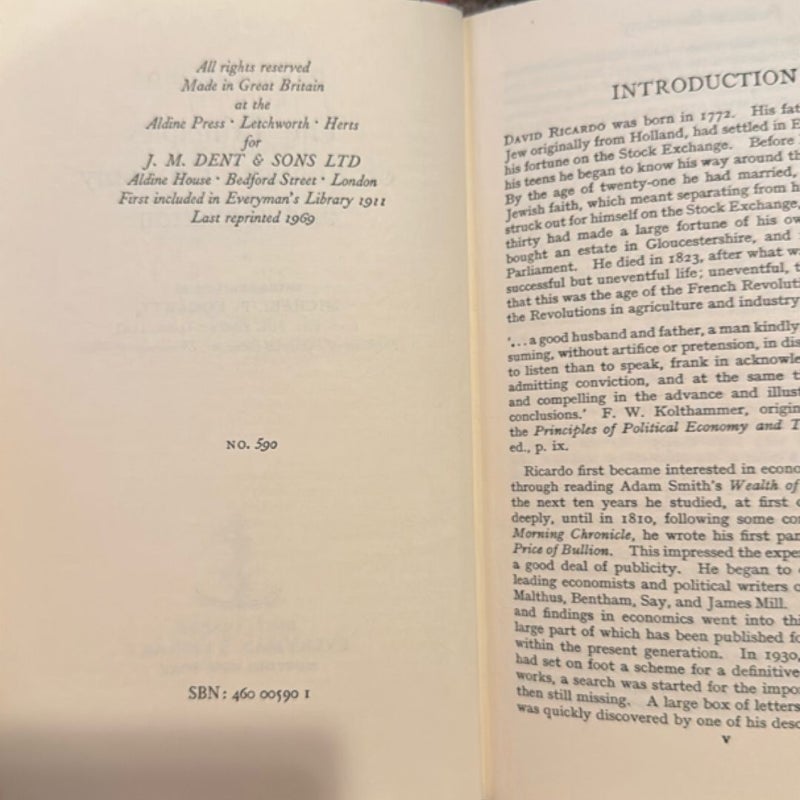 All rights reserved
Made in Great Britain
at the
Aldine Press · Letchworth · Herts
for
J. M. DENT & SONS LTD
Aldine House · Bedford Street · London
First included in Everyman's Library 1911
Last reprinted 1969
NO. 590
SBN: 460 00590 1
INTRODUCTION
DAVID RICARDO was born in 1772. His fat
Jew originally from Holland, had settled in E
his fortune on the Stock Exchange. Before
his teens he began to know his way around th
By the age of twenty-one he had married,
Jewish faith, which meant separating from h
struck out for himself on the Stock Exchange,
thirty had made a large fortune of his ow
bought an estate in Gloucestershire, and
Parliament. He died in 1823, after what w
successful but uneventful life; uneventful, t
that this was the age of the French Revoluti
the Revolutions in agriculture and industry
'...a good husband and father, a man kindly
suming, without artifice or pretension, in dis
to listen than to speak, frank in acknowle
admitting conviction, and at the same t
and compelling in the advance and illust
conclusions.' F. W. Kolthammer, origin
the Principles of Political Economy and T
ed., p. ix.
Ricardo first became interested in econo
through reading Adam Smith's Wealth of
the next ten years he studied, at first
deeply, until in 1810, following some con
Morning Chronicle, he wrote his first pam
Price of Bullion. This impressed the expe
a good deal of publicity. He began to
leading economists and political writers o
Malthus, Bentham, Say, and James Mill.
and findings in economics went into thi
large part of which has been published fo
within the present generation. In 1930,
had set on foot a scheme for a definitive
works, a search was started for the impo
then still missing. A large box of letters
was quickly discovered by one of his desc
v